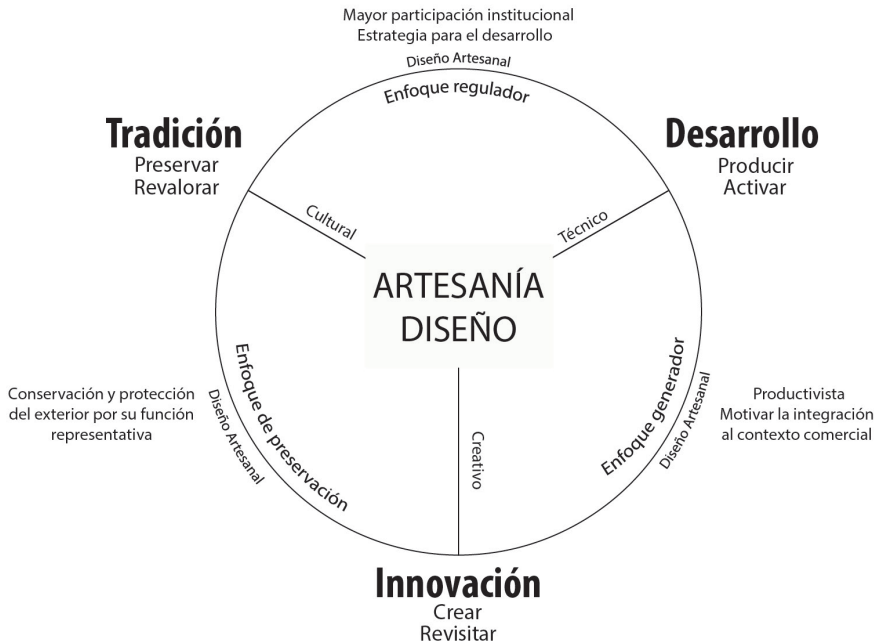 Mayor participación institucional
Estrategia para el desarrollo
Diseño Artesanal
Enfoque regulador
Tradición
Preservar
Revalorar
Desarrollo
Producir
Activar
Cultural
Técnico
ARTESANÍA
DISEÑO
Conservación y protección
del exterior por su función
representativa
Diseño Artesanal
Enfoque de preservación
Creativo
Enfoque generador
Diseño Artesanal
Productivista
Motivar la integración
al contexto comercial
Innovación
Crear
Revisitar